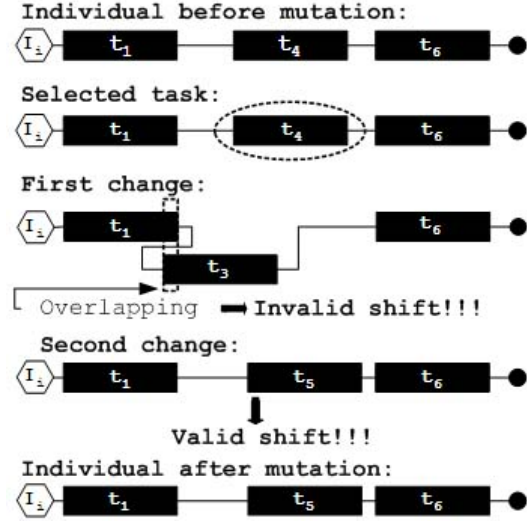 Individual before mutation:
Iᵢ t₁ t₄ t₆
Selected task:
Iᵢ t₁ t₄ t₆
First change:
Iᵢ t₁ t₆
t₃
Overlapping Invalid shift!!!
Second change:
Iᵢ t₁ t₅ t₆
Valid shift!!!
Individual after mutation:
Iᵢ t₁ t₅ t₆